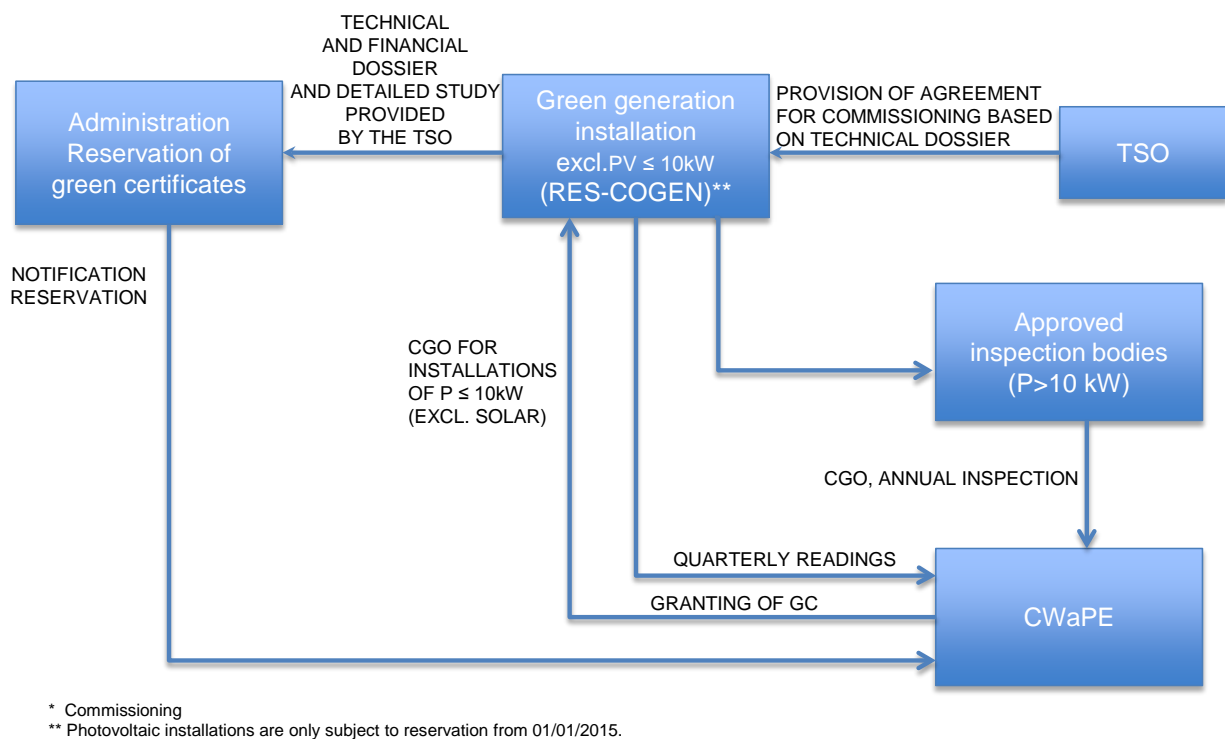 TECHNICAL
AND FINANCIAL
DOSSIER
AND DETAILED STUDY
PROVIDED
BY THE TSO
Administration
Reservation of
green certificates
Green generation
installation
excl.PV ≤ 10kW
(RES-COGEN)**
PROVISION OF AGREEMENT
FOR COMMISSIONING BASED
ON TECHNICAL DOSSIER
TSO
NOTIFICATION
RESERVATION
CGO FOR
INSTALLATIONS
OF P ≤ 10kW
(EXCL. SOLAR)
Approved
inspection bodies
(P>10 kW)
CGO, ANNUAL INSPECTION
QUARTERLY READINGS
GRANTING OF GC
CWaPE
* Commissioning
** Photovoltaic installations are only subject to reservation from 01/01/2015.